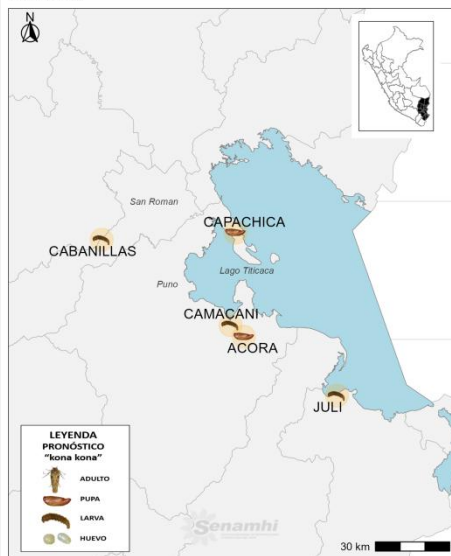 N
San Roman
CAPACHICA
CABANILLAS
Lago Titicaca
Puno
CAMACANI
ACORA
JULI
LEYENDA
PRONÓSTICO
"kona kona"
ADULTO
PUPA
LARVA
HUEVO
Senamhi
30 km